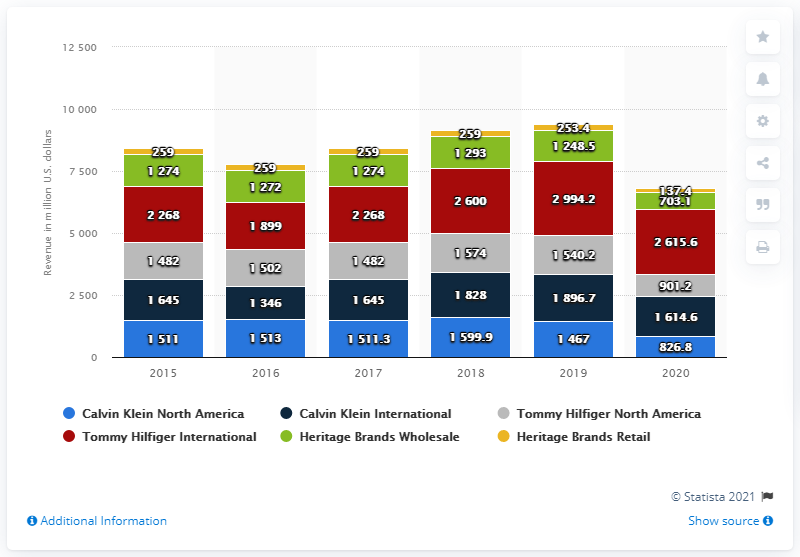 12 500
10 000
7 500
5 000
2 500
0
Revenue in million U.S. dollars
259 259 259 259 253.4 137.4
1 274 1 272 1 274 1 293 1 248.5 703.1
2 268 1 899 2 268 2 600 2 994.2 2 615.6
1 482 1 502 1 482 1 574 1 540.2 901.2
1 645 1 346 1 645 1 828 1 896.7 1 614.6
1 511 1 513 1 511.3 1 599.9 1 467 826.8
2015 2016 2017 2018 2019 2020
Calvin Klein North America Calvin Klein International Tommy Hilfiger North America
Tommy Hilfiger International Heritage Brands Wholesale Heritage Brands Retail
© Statista 2021
Additional Information Show source